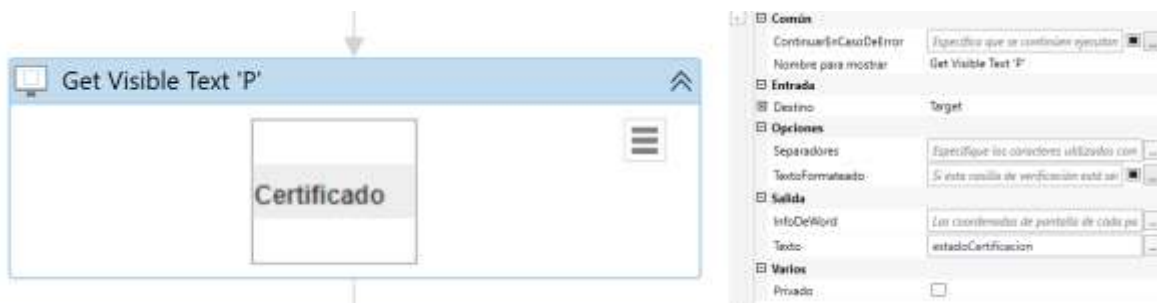 Get Visible Text 'P'
Certificado
Común
ContinuarEnCasoDeError Especifica que se continúen ejecutan
Nombre para mostrar Get Visible Text 'P'
Entrada
Destino Target
Opciones
Separadores Especifique los caracteres utilizados com
TextoFormateado Si esta casilla de verificación está se
Salida
InfoDeWord Las coordenadas de pantalla de cada pa
Texto estadoCertificacion
Varios
Privado